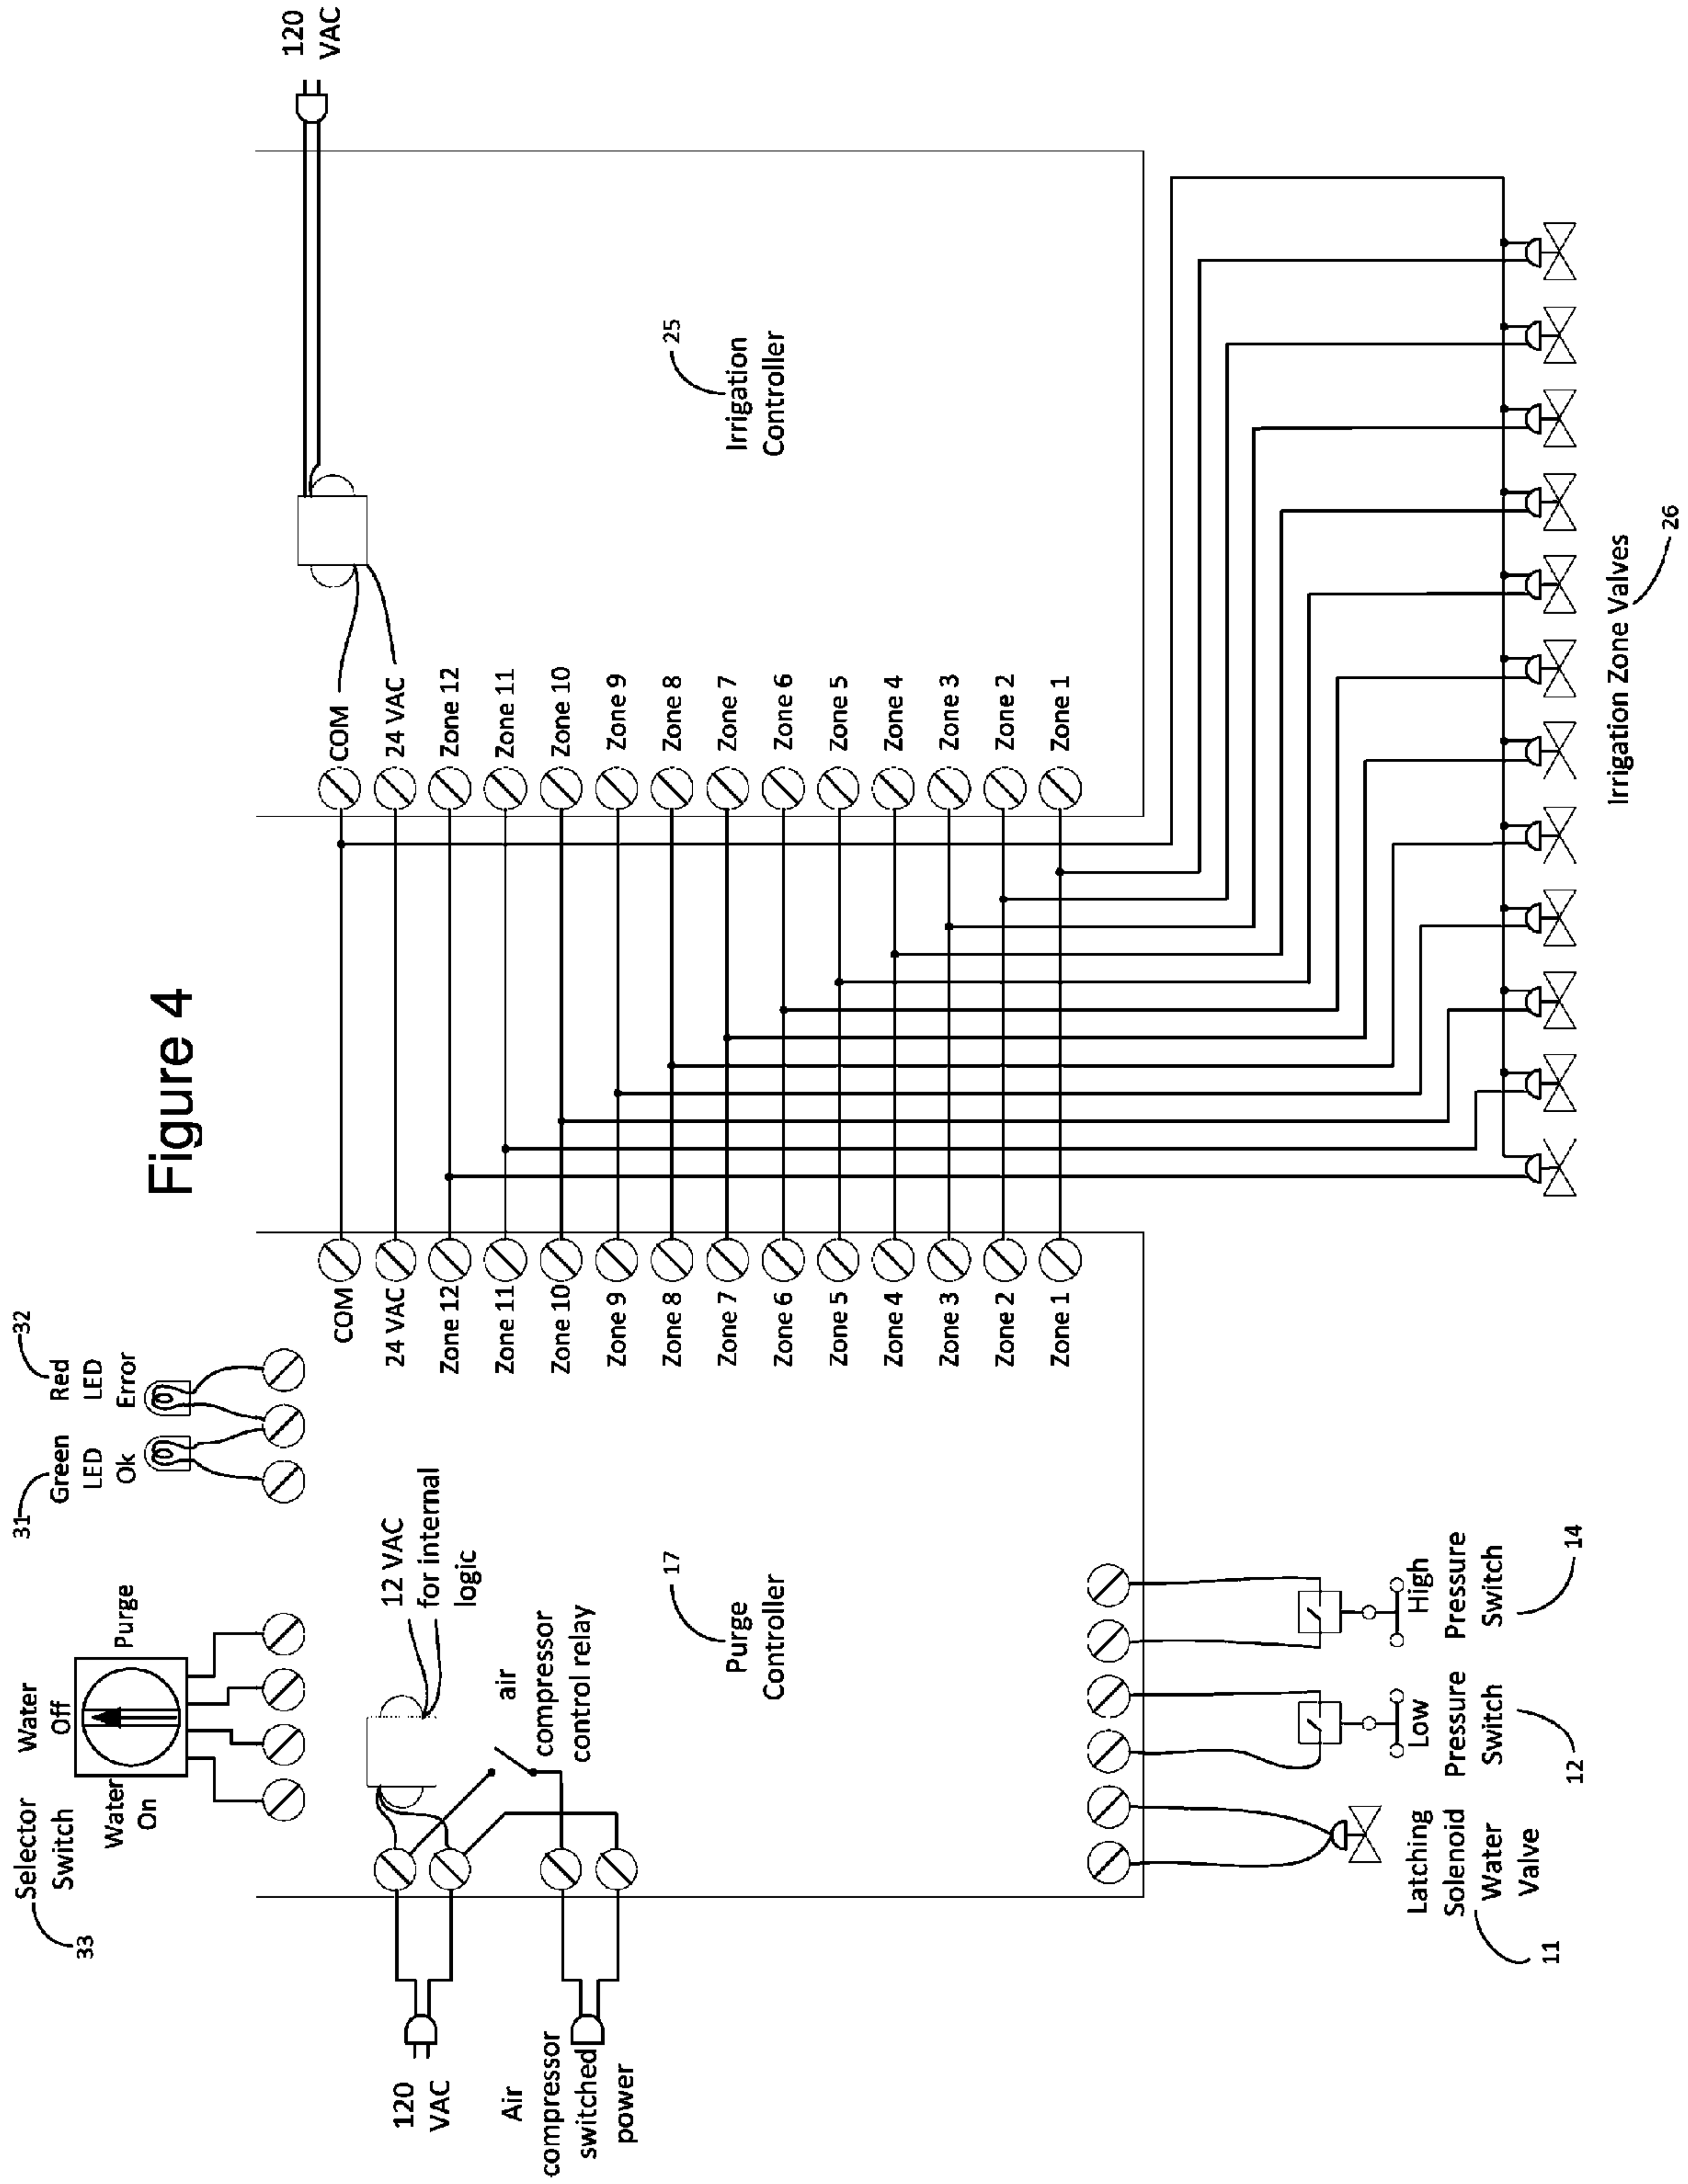 Figure 4
33
Selector
Switch
Water
On
Water
Off
Purge
31
Green
LED
Ok
32
Red
LED
Error
120
VAC
Air
compressor
switched
power
12 VAC
for internal
logic
air
compressor
control relay
17
Purge
Controller
COM
24 VAC
Zone 12
Zone 11
Zone 10
Zone 9
Zone 8
Zone 7
Zone 6
Zone 5
Zone 4
Zone 3
Zone 2
Zone 1
COM
24 VAC
Zone 12
Zone 11
Zone 10
Zone 9
Zone 8
Zone 7
Zone 6
Zone 5
Zone 4
Zone 3
Zone 2
Zone 1
120
VAC
25
Irrigation
Controller
Latching
Solenoid
Water
Valve
11
Low
Pressure
Switch
12
High
Pressure
Switch
14
Irrigation Zone Valves
26